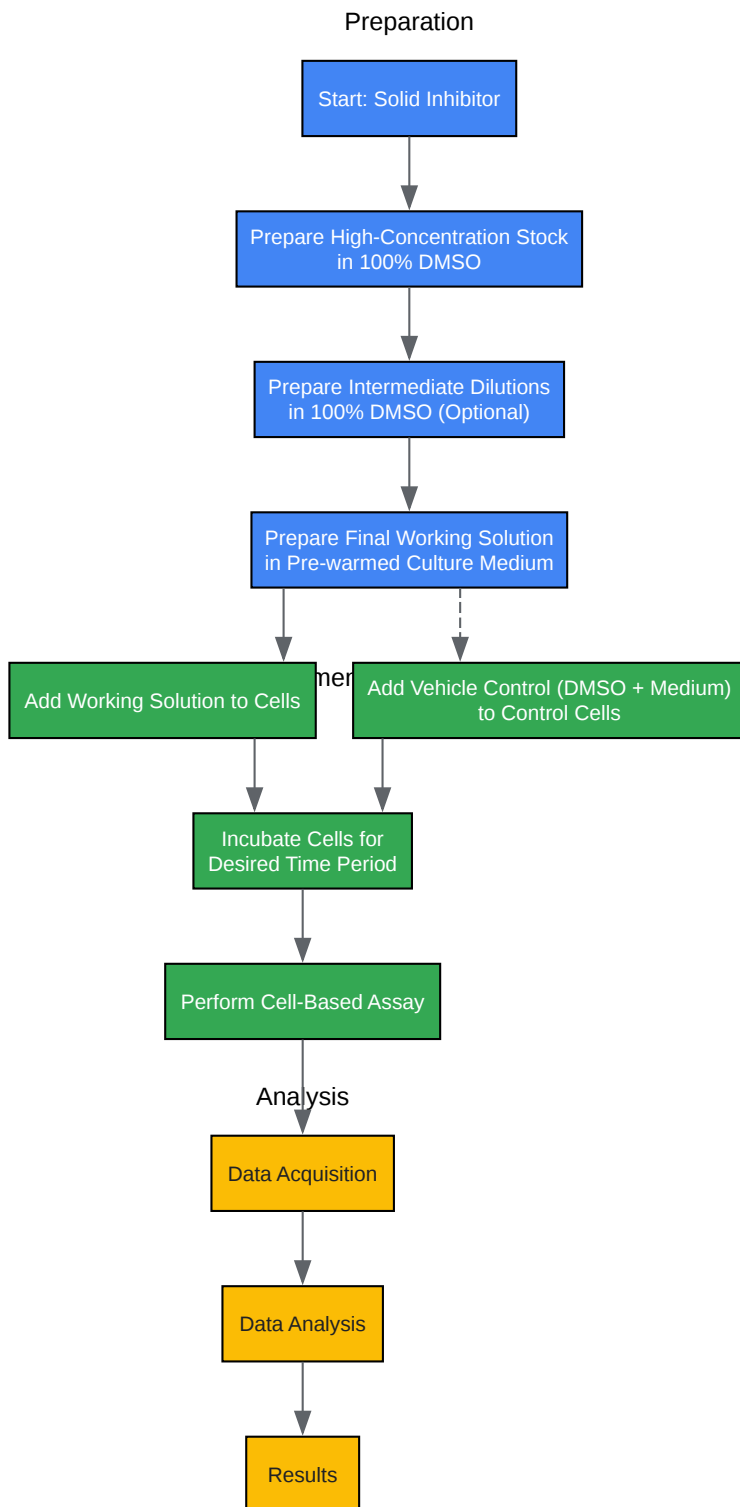 Preparation
Start: Solid Inhibitor
Prepare High-Concentration Stock
in 100% DMSO
Prepare Intermediate Dilutions
in 100% DMSO (Optional)
Prepare Final Working Solution
in Pre-warmed Culture Medium
Add Working Solution to Cells
Add Vehicle Control (DMSO + Medium)
to Control Cells
Incubate Cells for
Desired Time Period
Perform Cell-Based Assay
Analysis
Data Acquisition
Data Analysis
Results